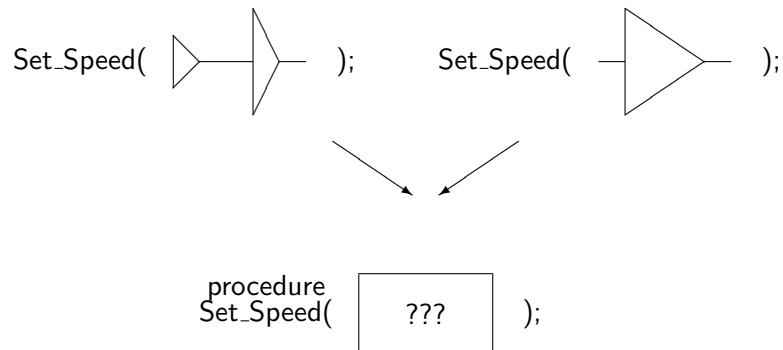 Set_Speed( );
Set_Speed( );
procedure
Set_Speed( ??? );